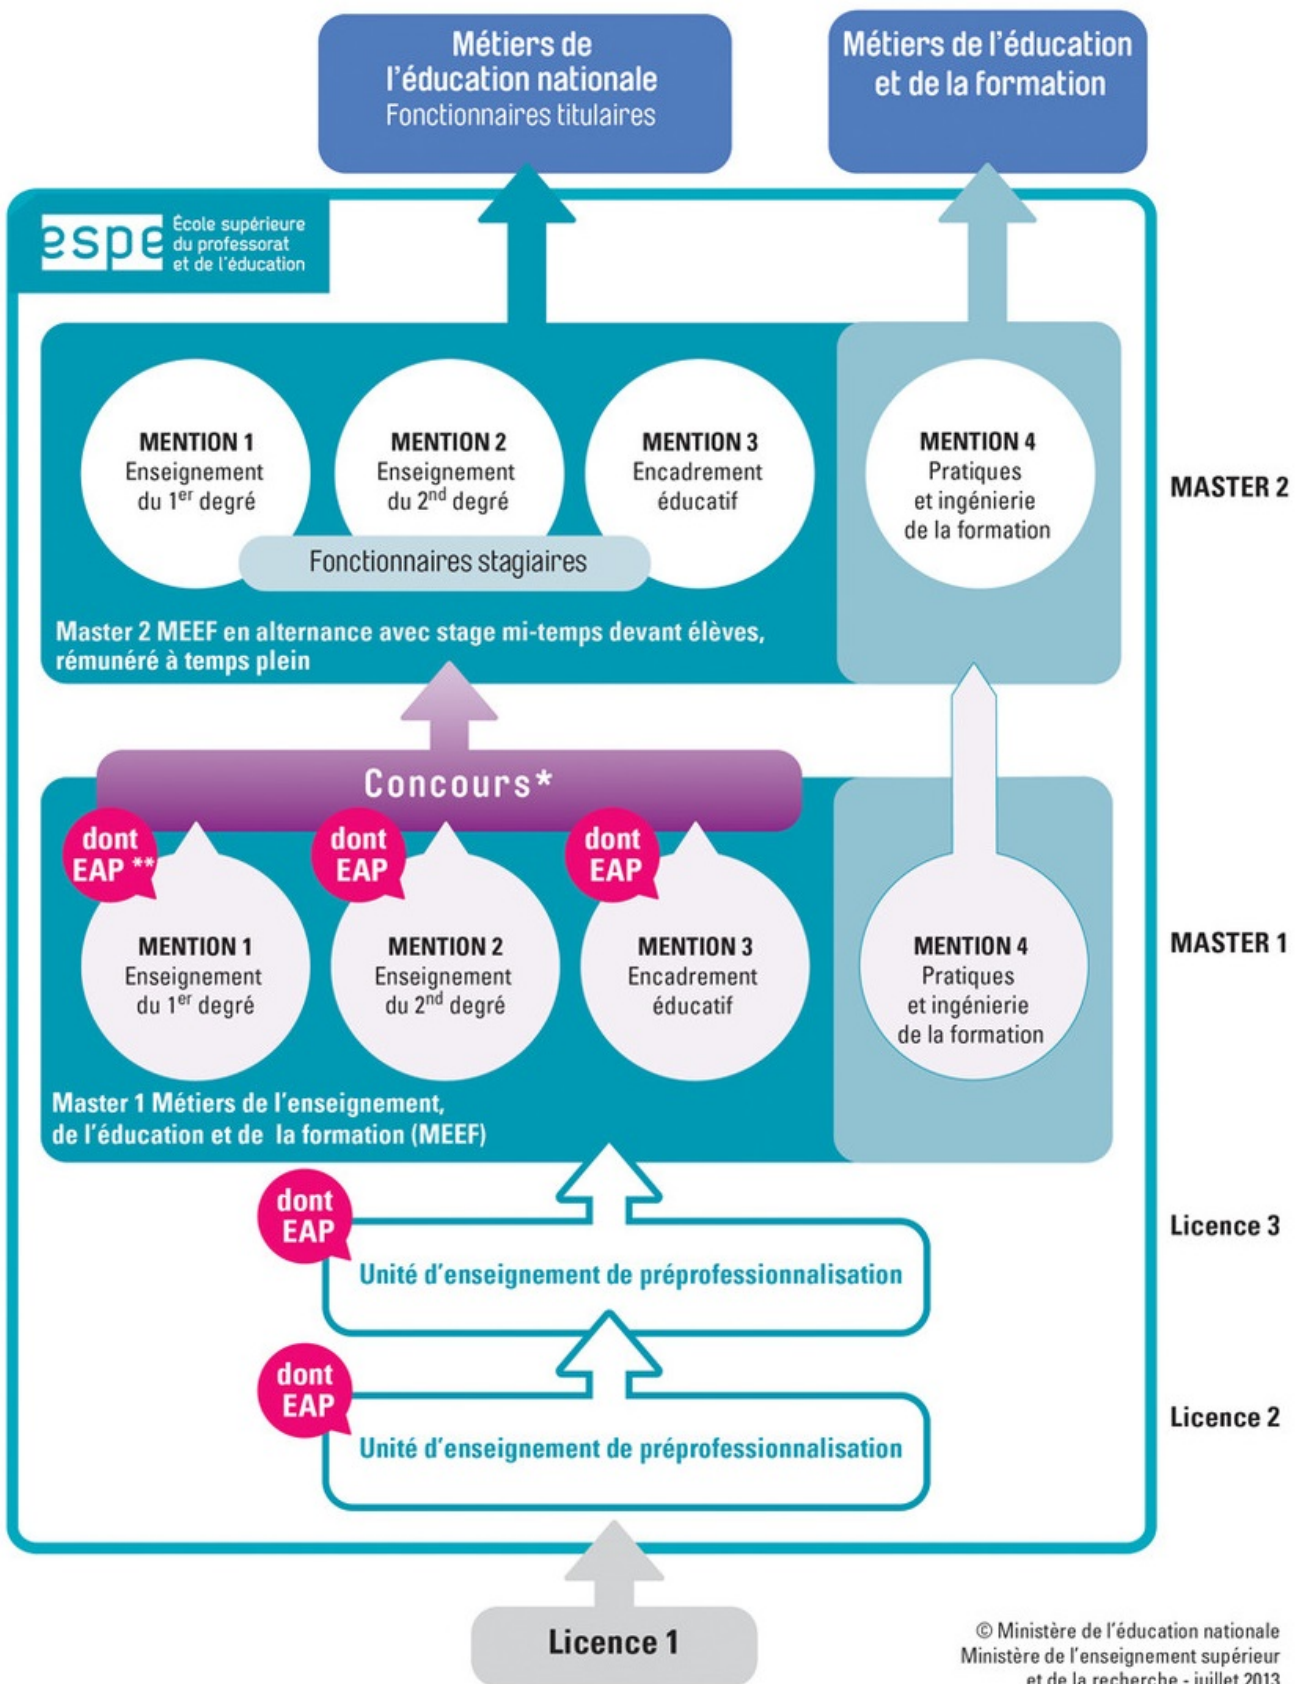 Métiers de
l'éducation nationale
Fonctionnaires titulaires
Métiers de l'éducation
et de la formation
espe
École supérieure
du professorat
et de l'éducation
MENTION 1
Enseignement
du 1er degré
MENTION 2
Enseignement
du 2nd degré
MENTION 3
Encadrement
éducatif
MENTION 4
Pratiques
et ingénierie
de la formation
MASTER 2
Fonctionnaires stagiaires
Master 2 MEEF en alternance avec stage mi-temps devant élèves,
rémunéré à temps plein
Concours*
dont
EAP **
dont
EAP
dont
EAP
MENTION 1
Enseignement
du 1er degré
MENTION 2
Enseignement
du 2nd degré
MENTION 3
Encadrement
éducatif
MENTION 4
Pratiques
et ingénierie
de la formation
MASTER 1
Master 1 Métiers de l'enseignement,
de l'éducation et de la formation (MEEF)
dont
EAP
Licence 3
Unité d'enseignement de préprofessionnalisation
dont
EAP
Licence 2
Unité d'enseignement de préprofessionnalisation
Licence 1
© Ministère de l'éducation nationale
Ministère de l'enseignement supérieur
et de la recherche - juillet 2013